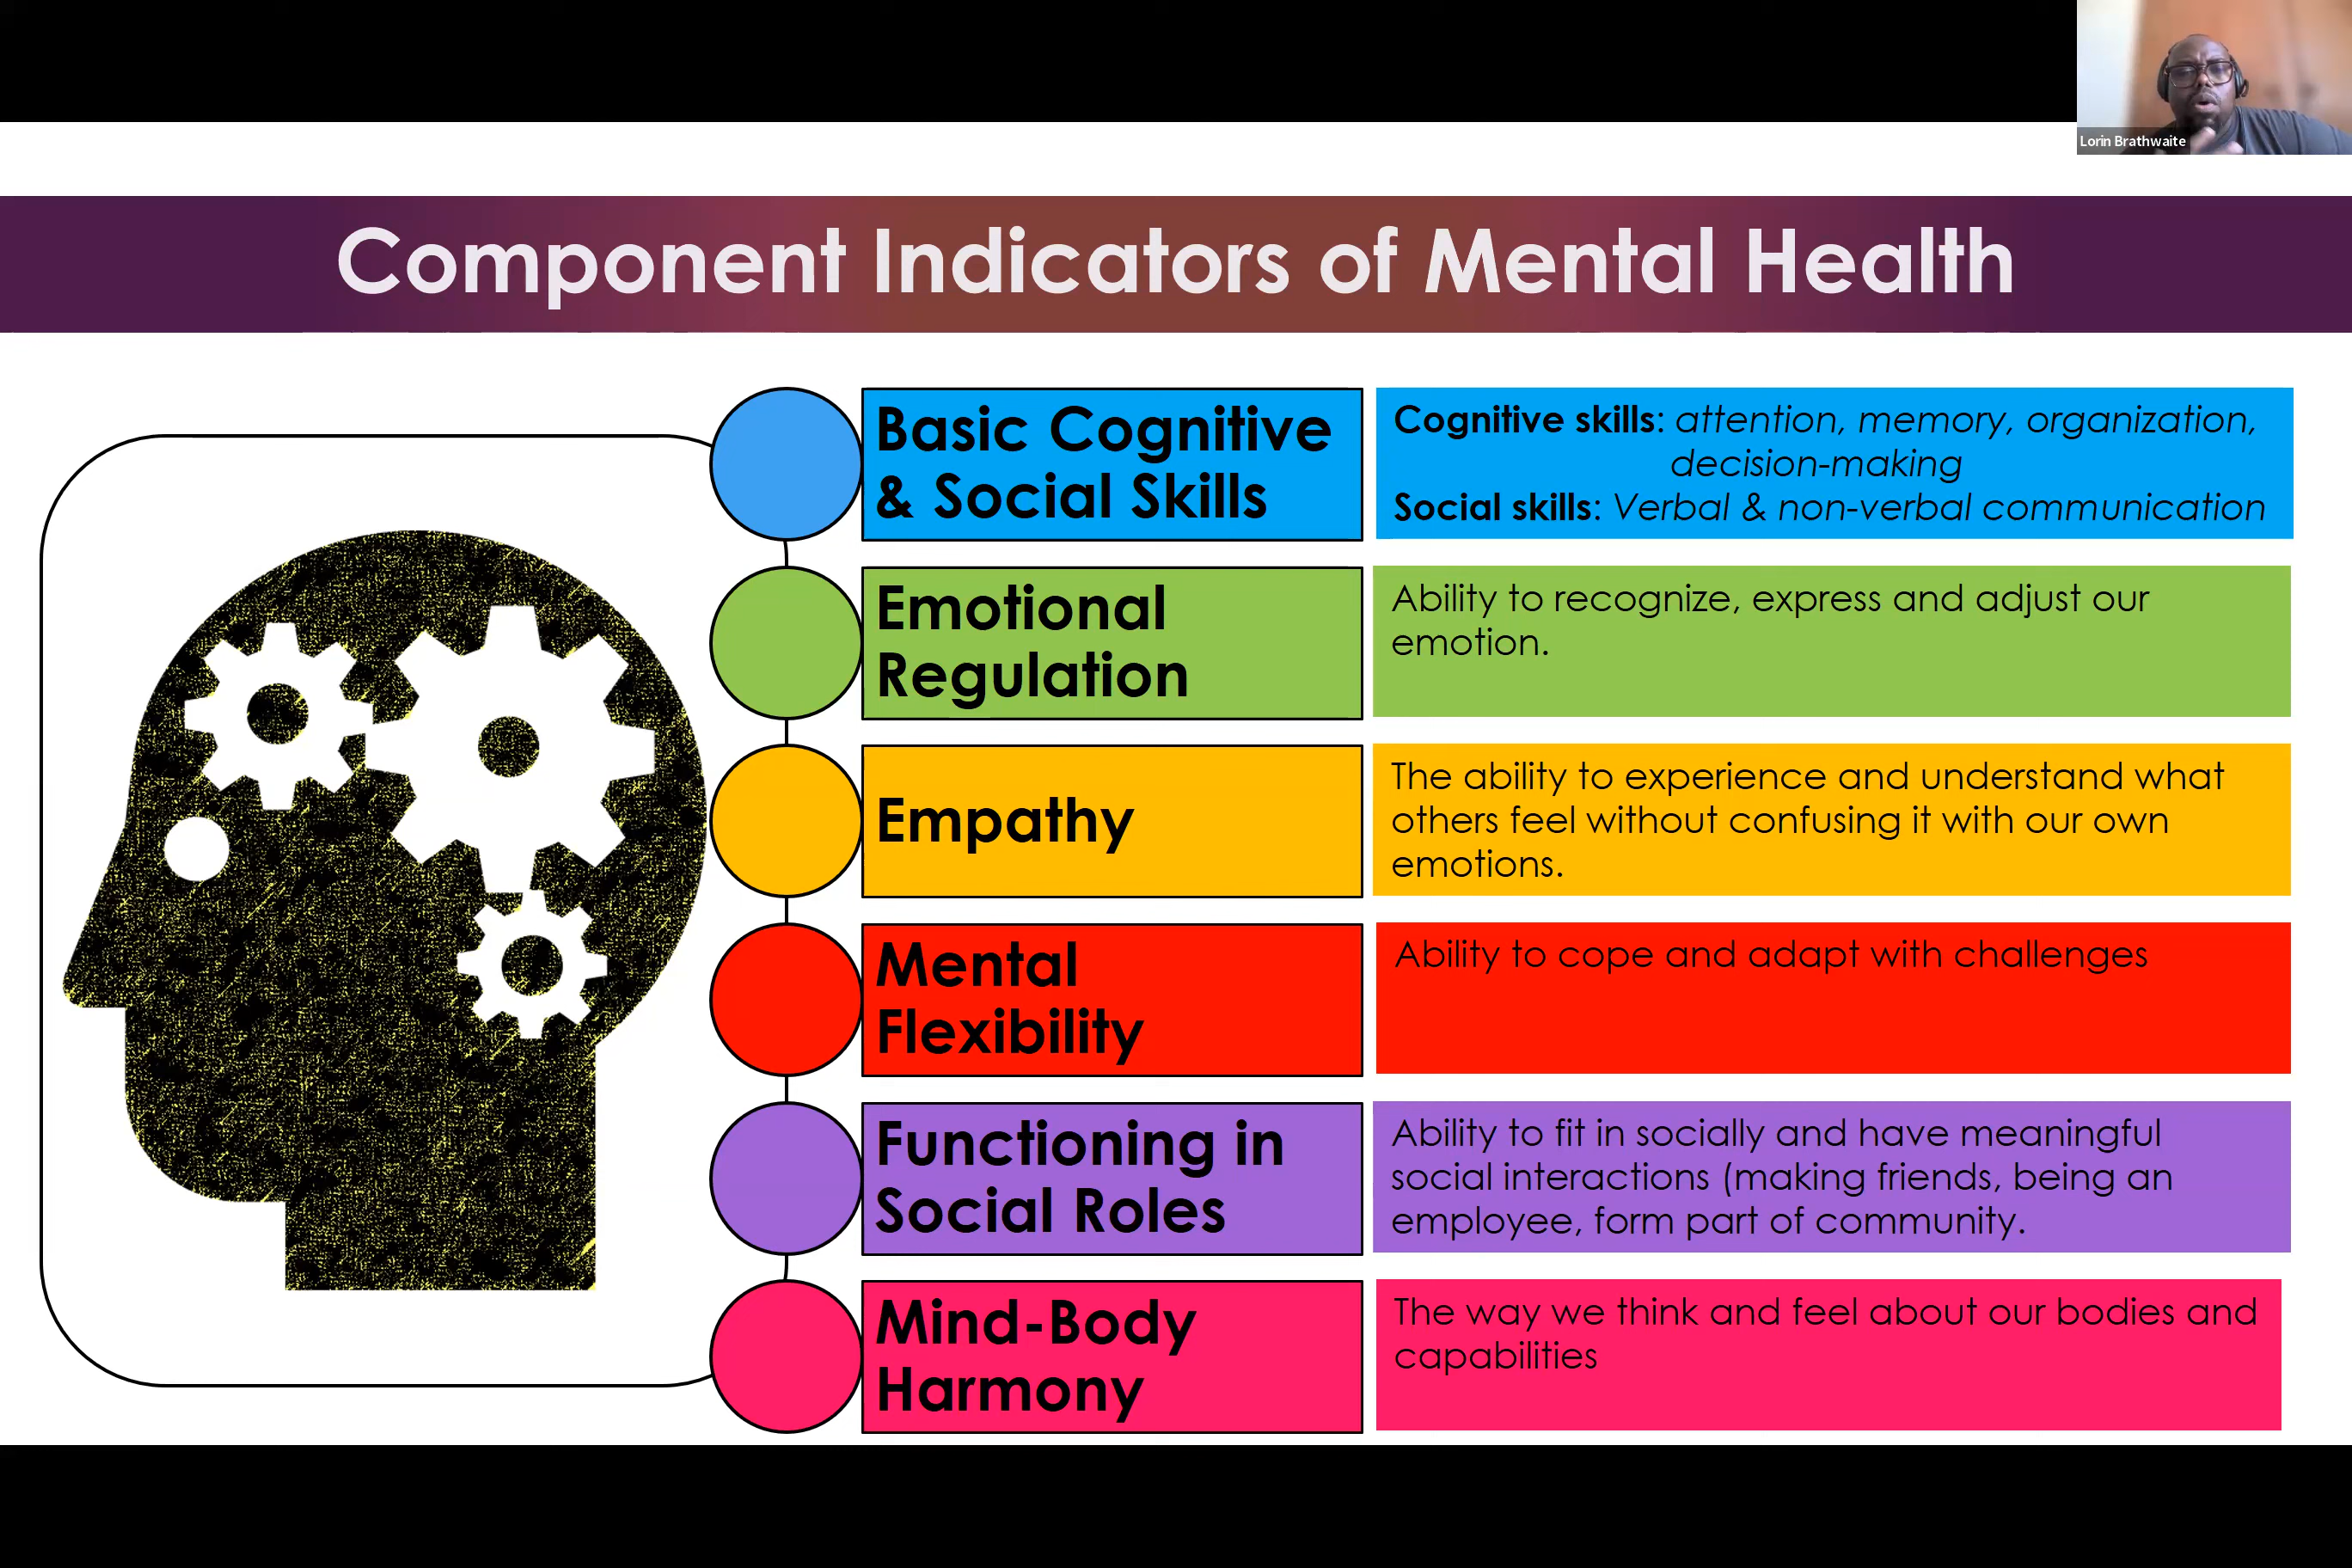 Lorin Brathwaite
Component Indicators of Mental Health
Basic Cognitive
& Social Skills
Cognitive skills: attention, memory, organization,
decision-making
Social skills: Verbal & non-verbal communication
Emotional
Regulation
Ability to recognize, express and adjust our
emotion.
Empathy
The ability to experience and understand what
others feel without confusing it with our own
emotions.
Mental
Flexibility
Ability to cope and adapt with challenges
Functioning in
Social Roles
Ability to fit in socially and have meaningful
social interactions (making friends, being an
employee, form part of community.
Mind-Body
Harmony
The way we think and feel about our bodies and
capabilities